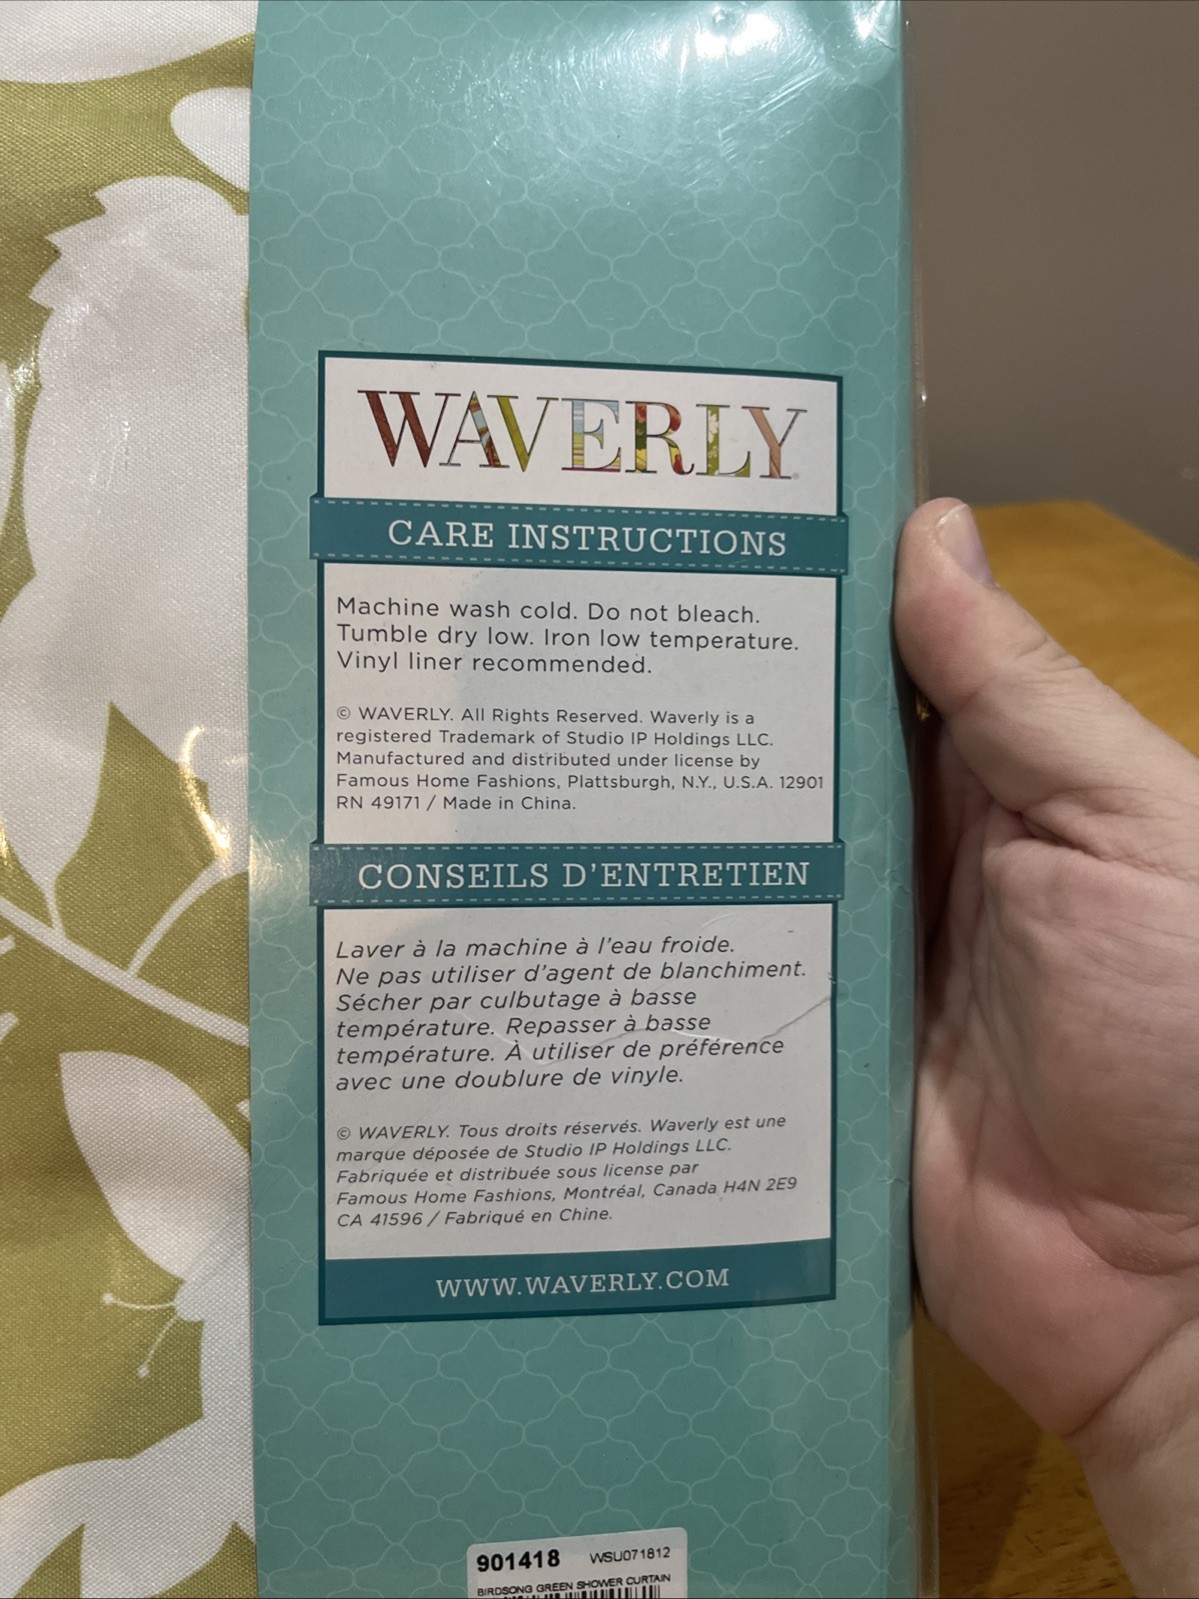 WAVERLY
CARE INSTRUCTIONS
Machine wash cold. Do not bleach.
Tumble dry low. Iron low temperature.
Vinyl liner recommended.
© WAVERLY. All Rights Reserved. Waverly is a
registered Trademark of Studio IP Holdings LLC.
Manufactured and distributed under license by
Famous Home Fashions, Plattsburgh, N.Y., U.S.A. 12901
RN 49171 / Made in China.
CONSEILS D'ENTRETIEN
Laver à la machine à l'eau froide.
Ne pas utiliser d'agent de blanchiment.
Sécher par culbutage à basse
température. Repasser à basse
température. À utiliser de préférence
avec une doublure de vinyle.
© WAVERLY. Tous droits réservés. Waverly est une
marque déposée de Studio IP Holdings LLC.
Fabriquée et distribuée sous license par
Famous Home Fashions, Montréal, Canada H4N 2E9
CA 41596 / Fabriqué en Chine.
WWW.WAVERLY.COM
901418 WSU071812
BIRDSONG GREEN SHOWER CURTAIN